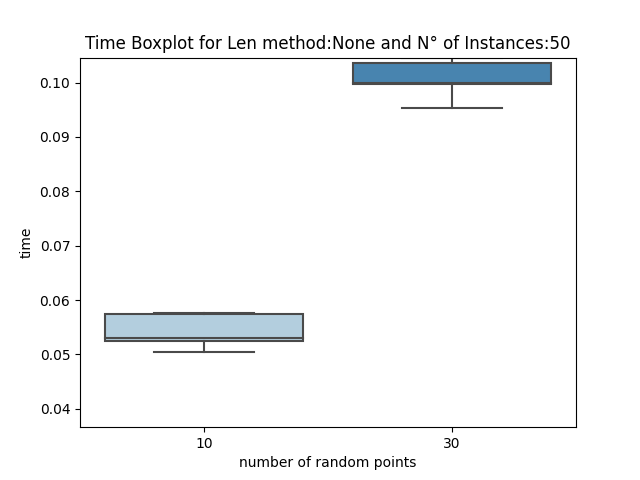 Time Boxplot for Len method:None and N° of Instances:50
0.10
0.09
0.08
0.07
0.06
0.05
0.04
time
10 30
number of random points